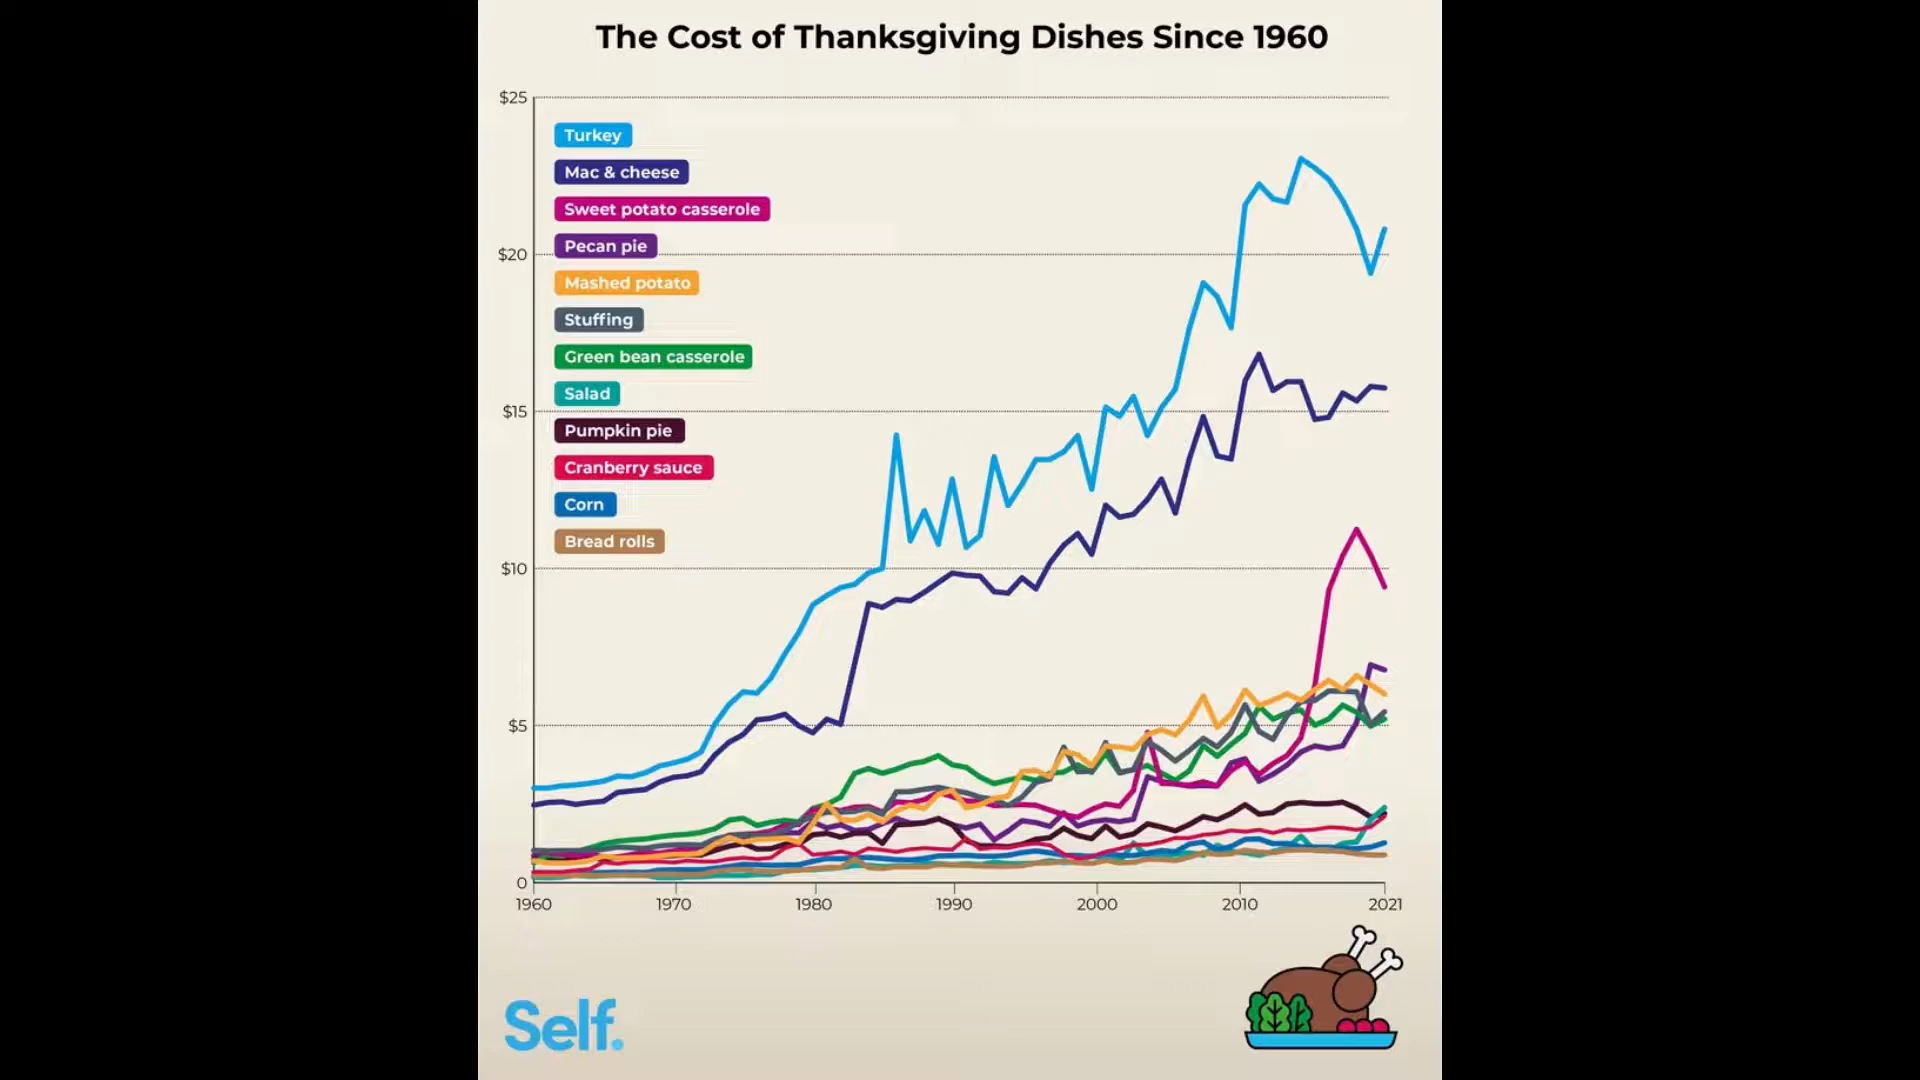 The Cost of Thanksgiving Dishes Since 1960
$25
Turkey
Mac & cheese
Sweet potato casserole
Pecan pie
$20
Mashed potato
Stuffing
Green bean casserole
Salad
$15
Pumpkin pie
Cranberry sauce
Corn
Bread rolls
$10
$5
0
1960 1970 1980 1990 2000 2010 2021
Self.